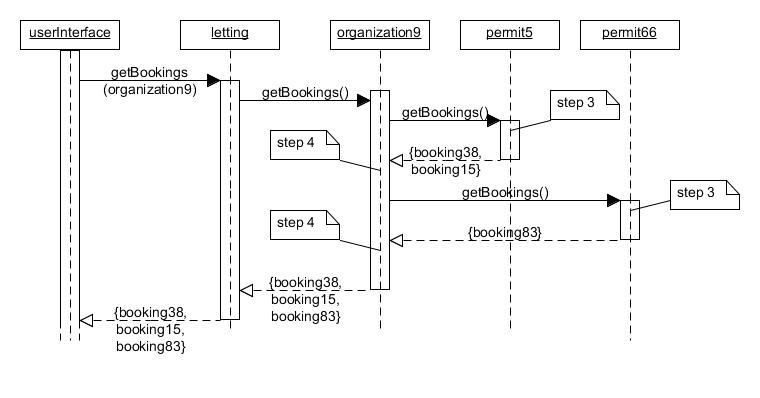 userInterface
letting
organization9
permit5
permit66
getBookings
(organization9)
getBookings()
getBookings()
step 3
step 4
{booking38,
booking15}
getBookings()
step 3
step 4
{booking83}
{booking38,
booking15,
booking83}
{booking38,
booking15,
booking83}